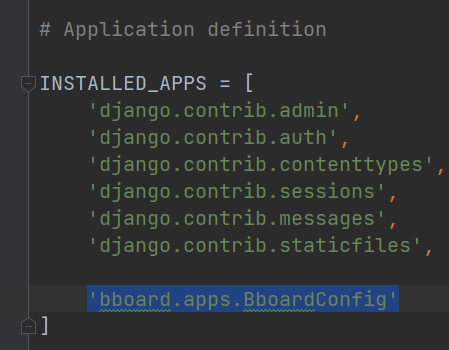 # Application definition
INSTALLED_APPS = [
'django.contrib.admin',
'django.contrib.auth',
'django.contrib.contenttypes',
'django.contrib.sessions',
'django.contrib.messages',
'django.contrib.staticfiles',
'bboard.apps.BboardConfig'
]